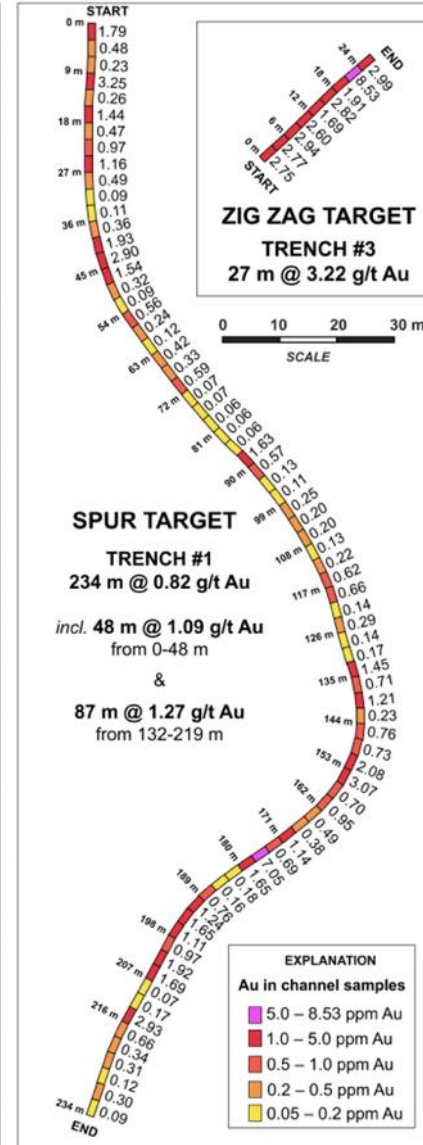 START
0 m
1.79
0.48
0.23
9 m
3.25
0.26
1.44
18 m
0.47
0.97
1.16
27 m
0.49
0.09
0.11
36 m
0.36
1.93
2.90
45 m
1.54
0.32
0.09
54 m
0.56
0.24
0.12
63 m
0.42
0.33
0.59
72 m
0.07
0.07
0.06
81 m
0.06
0.06
1.63
90 m
0.57
0.13
0.11
99 m
0.25
0.20
0.20
108 m
0.13
0.22
0.62
117 m
0.66
0.14
0.29
126 m
0.14
0.17
1.45
135 m
0.71
1.21
0.23
144 m
0.76
0.73
2.08
153 m
3.07
0.70
0.95
162 m
0.49
0.38
1.14
171 m
0.69
7.05
1.65
180 m
0.18
0.16
0.76
189 m
1.24
1.65
1.11
198 m
0.97
1.92
1.69
207 m
0.07
0.17
2.93
216 m
0.66
0.34
0.31
0.12
0.30
0.09
234 m
END
START
0 m
2.75
2.77
6 m
2.94
2.60
12 m
1.69
2.82
18 m
1.91
8.53
24 m
2.99
END
ZIG ZAG TARGET
TRENCH #3
27 m @ 3.22 g/t Au
0 10 20 30 m
SCALE
SPUR TARGET
TRENCH #1
234 m @ 0.82 g/t Au
incl. 48 m @ 1.09 g/t Au
from 0-48 m
&
87 m @ 1.27 g/t Au
from 132-219 m
EXPLANATION
Au in channel samples
5.0 – 8.53 ppm Au
1.0 – 5.0 ppm Au
0.5 – 1.0 ppm Au
0.2 – 0.5 ppm Au
0.05 – 0.2 ppm Au